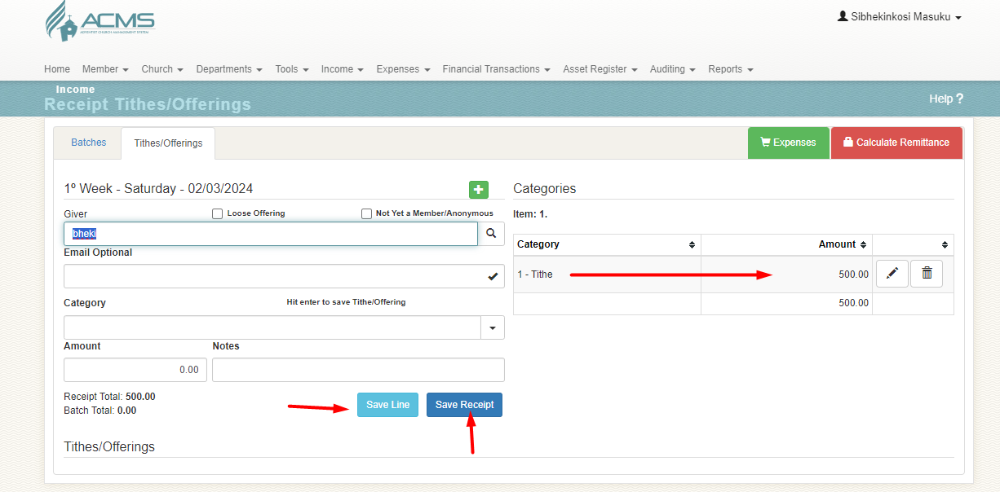 ACMS
ADVENTIST CHURCH MANAGEMENT SYSTEM
Sibhekinkosi Masuku
Home Member Church Departments Tools Income Expenses Financial Transactions Asset Register Auditing Reports
Income
Receipt Tithes/Offerings
Help ?
Batches Tithes/Offerings Expenses Calculate Remittance
1º Week - Saturday - 02/03/2024
Giver Loose Offering Not Yet a Member/Anonymous
bheki
Email Optional
Category Hit enter to save Tithe/Offering
Amount Notes
0.00
Receipt Total: 500.00
Batch Total: 0.00
Save Line Save Receipt
Categories
Item: 1.
Category Amount
1 - Tithe 500.00
500.00
Tithes/Offerings